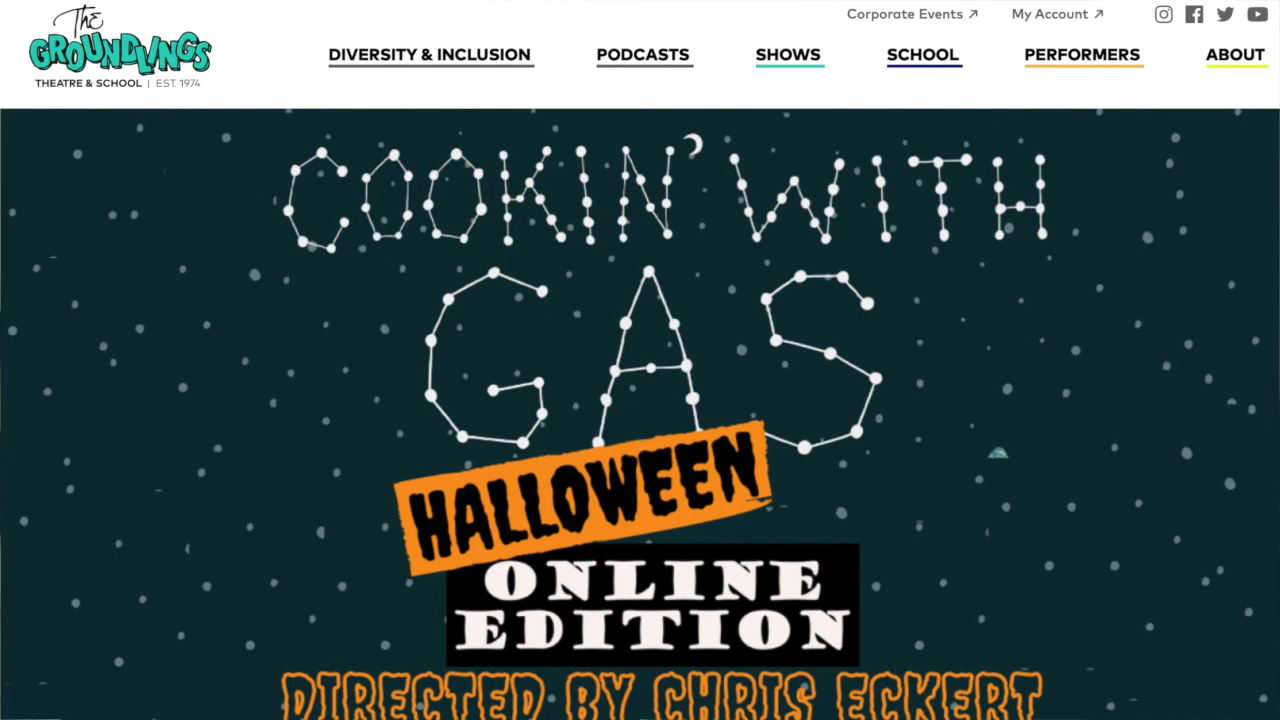 The
GROUNDLINGS
THEATRE & SCHOOL | EST. 1974
Corporate Events ↗ My Account ↗
DIVERSITY & INCLUSION PODCASTS SHOWS SCHOOL PERFORMERS ABOUT
COOKIN' WITH
GAS
HALLOWEEN
ONLINE
EDITION
DIRECTED BY CHRIS ECKERT